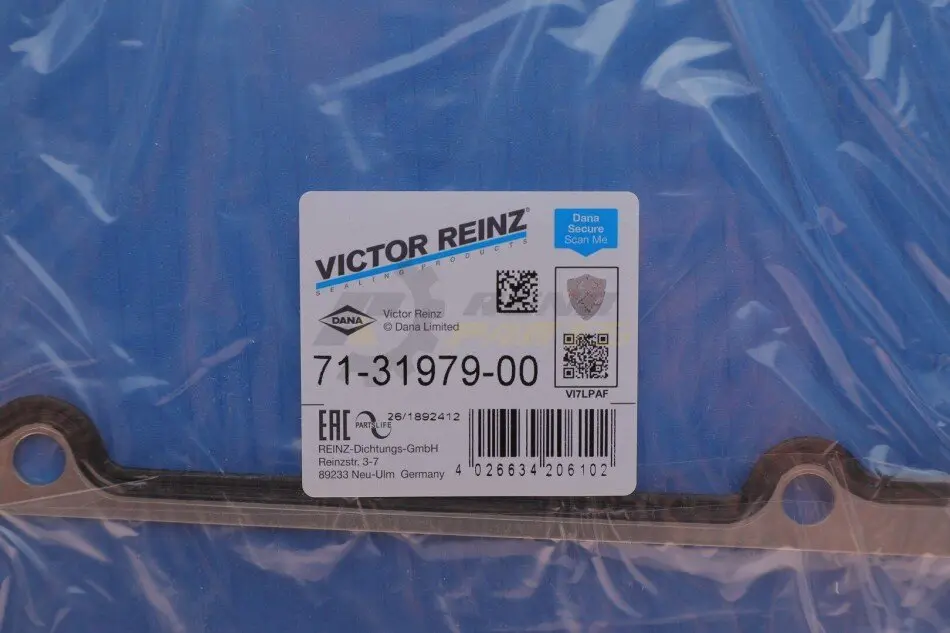 VICTOR REINZ®
SEALING PRODUCTS
Dana
Secure
Scan Me
DANA
Victor Reinz
© Dana Limited
71-31979-00
VI7LPAF
EAC
PARTSLIFE
26/1892412
REINZ-Dichtungs-GmbH
Reinzstr. 3-7
89233 Neu-Ulm Germany
4 026634 206102